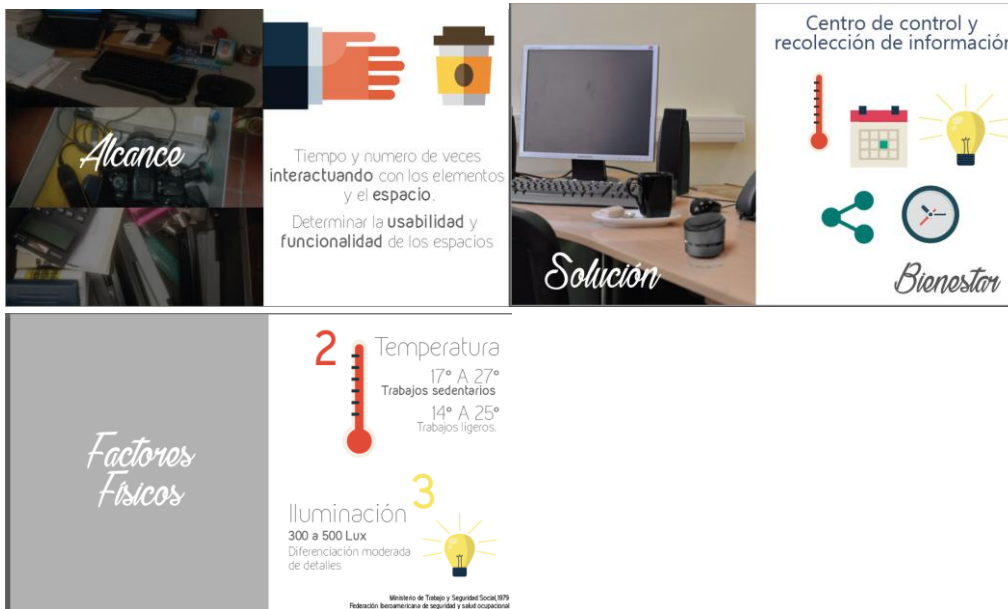 Alcance
Tiempo y numero de veces
interactuando con los elementos
y el espacio.
Determinar la usabilidad y
funcionalidad de los espacios
Solución
Centro de control y
recolección de información
Bienestar
Factores
Físicos
2
Temperatura
17° A 27°
Trabajos sedentarios
14° A 25°
Trabajos ligeros.
3
Iluminación
300 a 500 Lux
Diferenciación moderada
de detalles
Ministerio de Trabajo y Seguridad Social,1979
Federación iberoamericana de seguridad y salud ocupacional